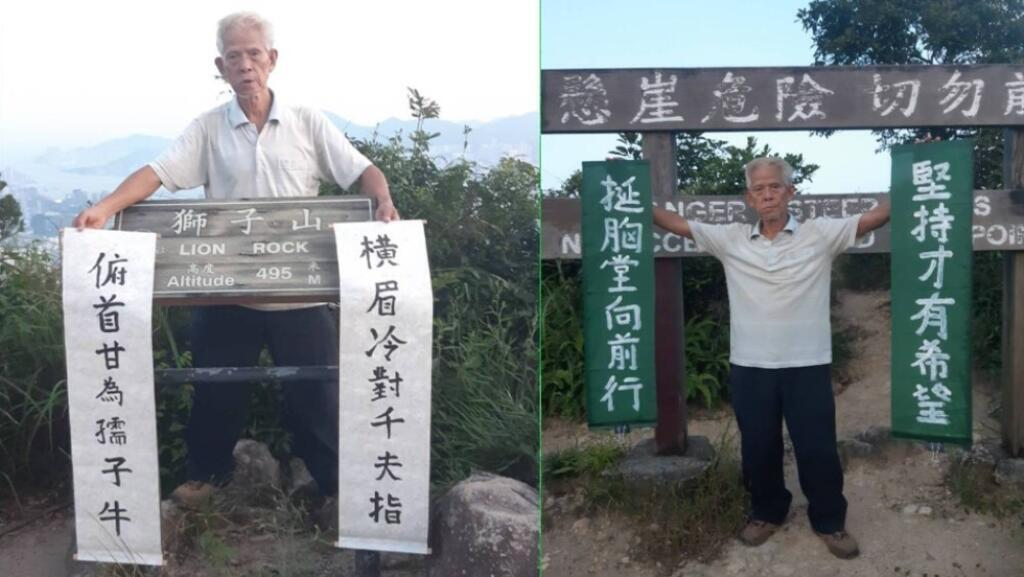 獅子山
LION ROCK
高度 米
Altitude 495 M
橫眉冷對千夫指
俯首甘為孺子牛
懸崖危險 切勿前
堅持才有希望
挺胸堂向前行